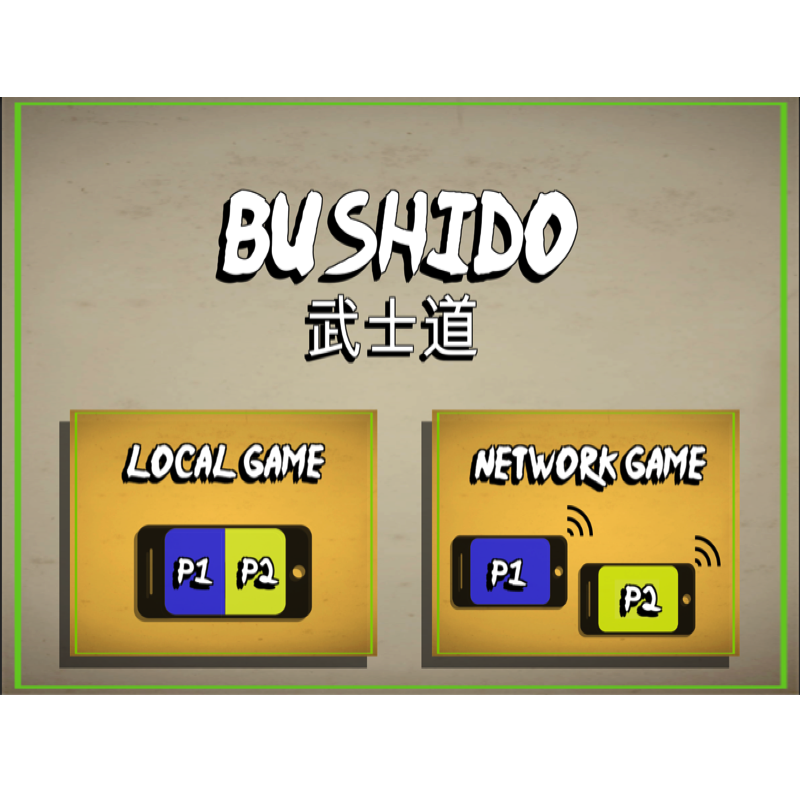 BUSHIDO
武士道
LOCAL GAME
P1 P2
NETWORK GAME
P1
P2